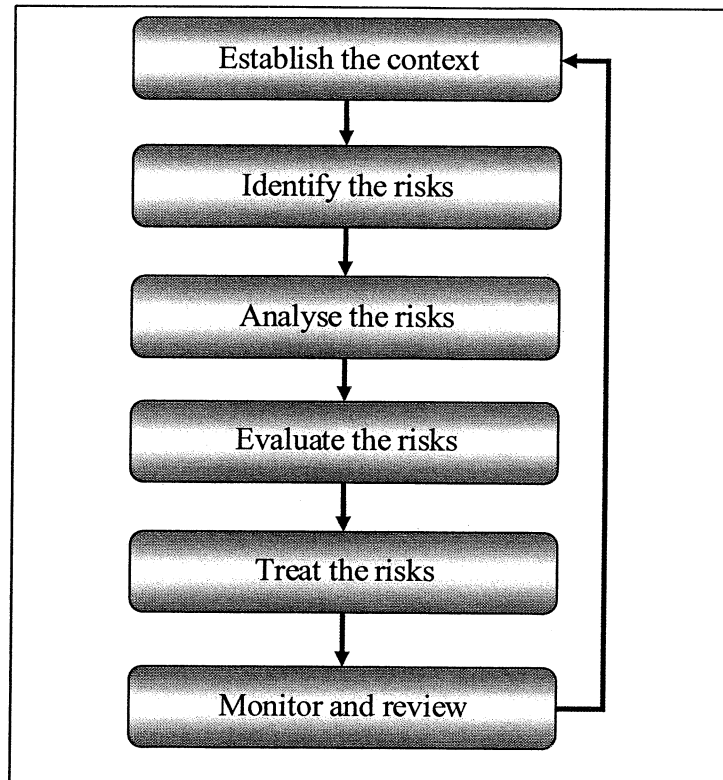 Establish the context
Identify the risks
Analyse the risks
Evaluate the risks
Treat the risks
Monitor and review